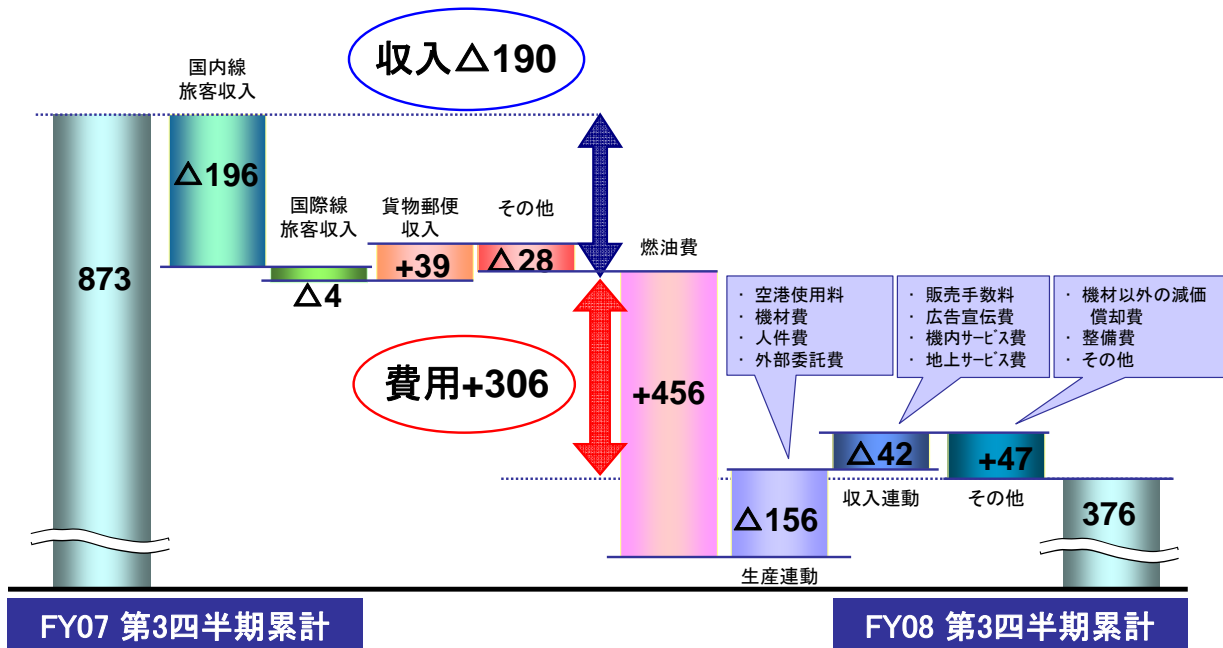 収入△190
国内線
旅客収入
873
△196
国際線
旅客収入
△4
貨物郵便
収入
+39
その他
△28
費用+306
燃油費
+456
・ 空港使用料
・ 機材費
・ 人件費
・ 外部委託費
△156
生産連動
・ 販売手数料
・ 広告宣伝費
・ 機内サービス費
・ 地上サービス費
△42
収入連動
・ 機材以外の減価
償却費
・ 整備費
・ その他
+47
その他
376
FY07 第3四半期累計
FY08 第3四半期累計